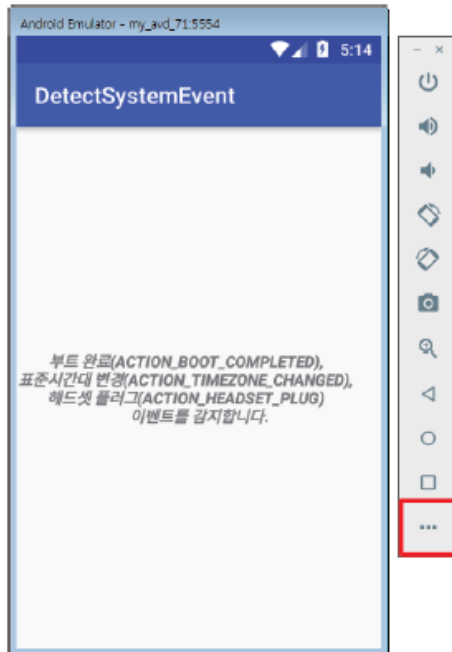 Android Emulator - my_avd_71:5554
5:14
DetectSystemEvent
부트 완료(ACTION_BOOT_COMPLETED),
표준시간대 변경(ACTION_TIMEZONE_CHANGED),
헤드셋 플러그(ACTION_HEADSET_PLUG)
이벤트를 감지합니다.